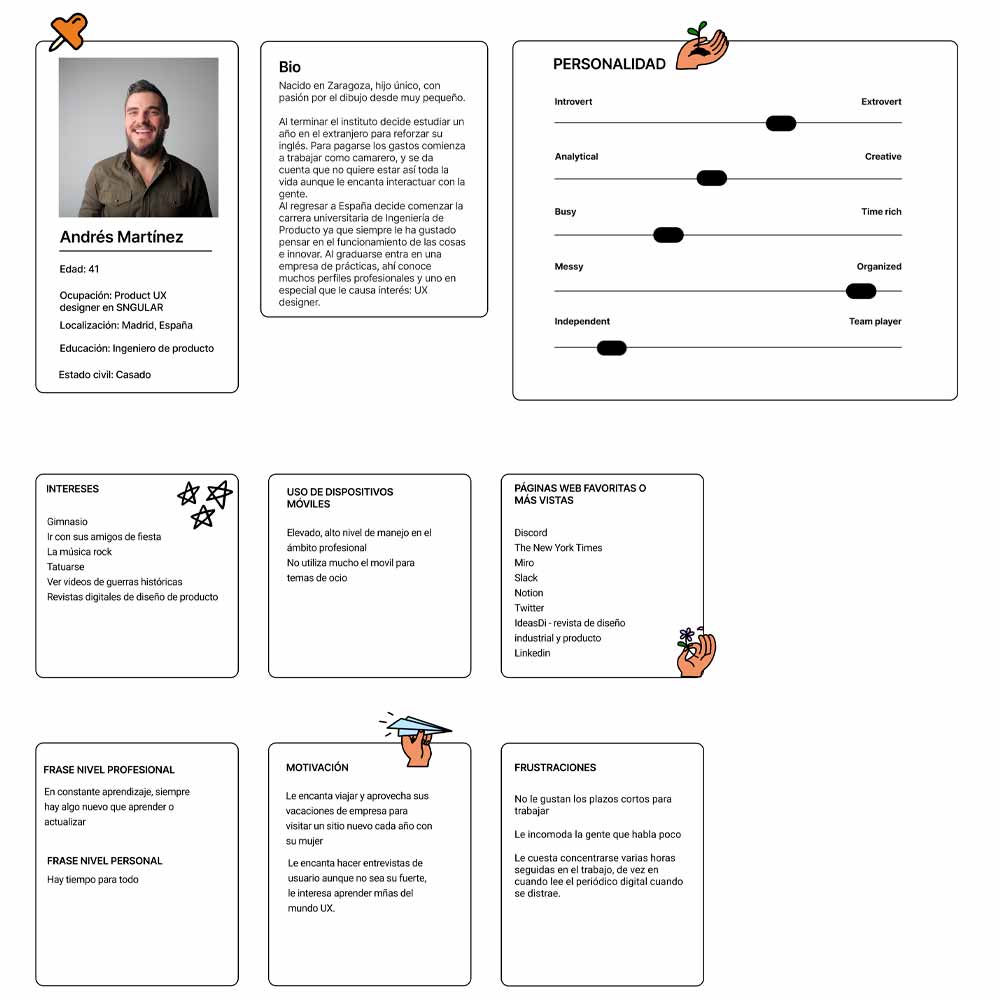 Andrés Martínez
Edad: 41
Ocupación: Product UX
designer en SNGULAR
Localización: Madrid, España
Educación: Ingeniero de producto
Estado civil: Casado
Bio
Nacido en Zaragoza, hijo único, con
pasión por el dibujo desde muy pequeño.
Al terminar el instituto decide estudiar un
año en el extranjero para reforzar su
inglés. Para pagarse los gastos comienza
a trabajar como camarero, y se da
cuenta que no quiere estar así toda la
vida aunque le encanta interactuar con la
gente.
Al regresar a España decide comenzar la
carrera universitaria de Ingeniería de
Producto ya que siempre le ha gustado
pensar en el funcionamiento de las cosas
e innovar. Al graduarse entra en una
empresa de prácticas, ahí conoce
muchos perfiles profesionales y uno en
especial que le causa interés: UX
designer.
PERSONALIDAD
Introvert Extrovert
Analytical Creative
Busy Time rich
Messy Organized
Independent Team player
INTERESES
Gimnasio
Ir con sus amigos de fiesta
La música rock
Tatuarse
Ver videos de guerras históricas
Revistas digitales de diseño de producto
USO DE DISPOSITIVOS
MÓVILES
Elevado, alto nivel de manejo en el
ámbito profesional
No utiliza mucho el movil para
temas de ocio
PÁGINAS WEB FAVORITAS O
MÁS VISTAS
Discord
The New York Times
Miro
Slack
Notion
Twitter
IdeasDi - revista de diseño
industrial y producto
Linkedin
FRASE NIVEL PROFESIONAL
En constante aprendizaje, siempre
hay algo nuevo que aprender o
actualizar
FRASE NIVEL PERSONAL
Hay tiempo para todo
MOTIVACIÓN
Le encanta viajar y aprovecha sus
vacaciones de empresa para
visitar un sitio nuevo cada año con
su mujer
Le encanta hacer entrevistas de
usuario aunque no sea su fuerte,
le interesa aprender mñas del
mundo UX.
FRUSTRACIONES
No le gustan los plazos cortos para
trabajar
Le incomoda la gente que habla poco
Le cuesta concentrarse varias horas
seguidas en el trabajo, de vez en
cuando lee el periódico digital cuando
se distrae.